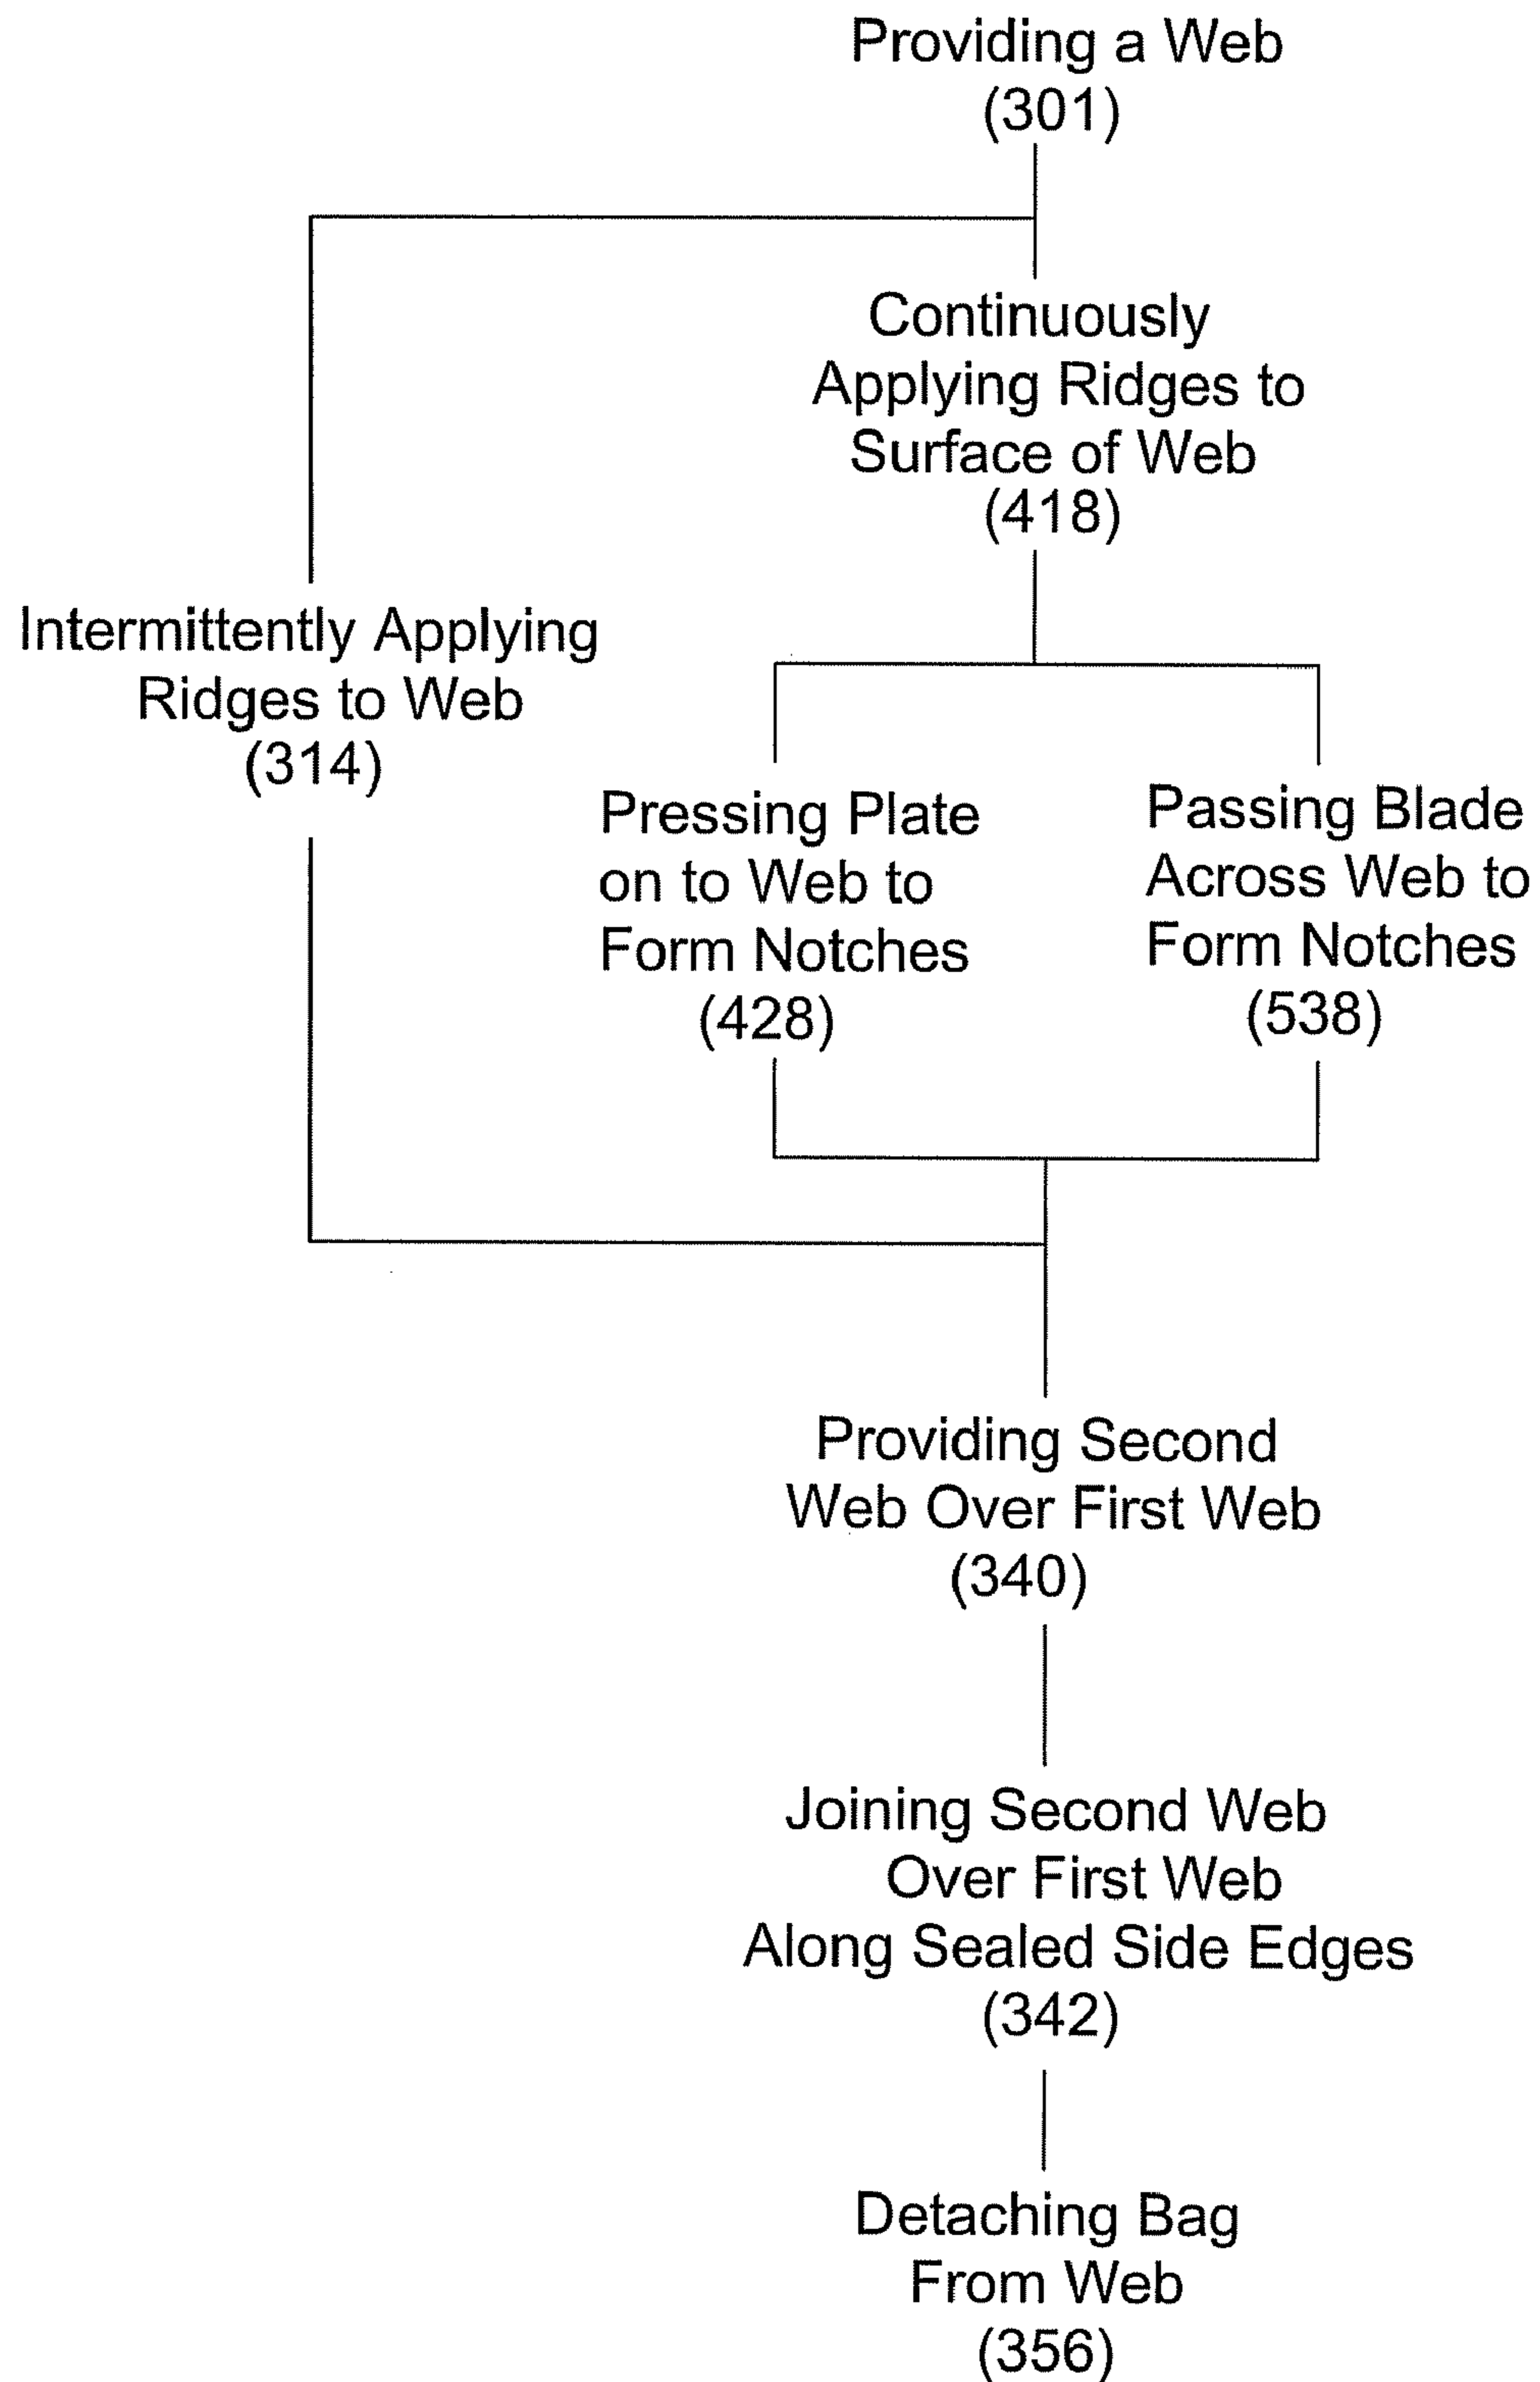 Providing a Web
(301)
Continuously
Applying Ridges to
Surface of Web
(418)
Intermittently Applying
Ridges to Web
(314)
Pressing Plate
on to Web to
Form Notches
(428)
Passing Blade
Across Web to
Form Notches
(538)
Providing Second
Web Over First Web
(340)
Joining Second Web
Over First Web
Along Sealed Side Edges
(342)
Detaching Bag
From Web
(356)